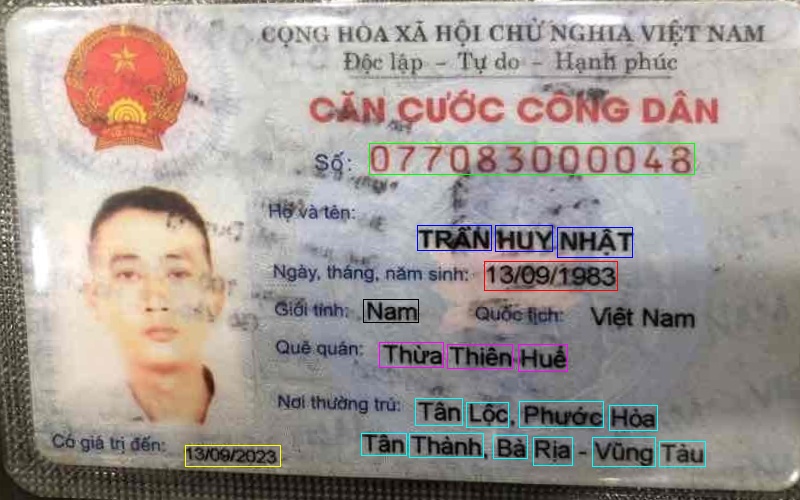 CỘNG HÒA XÃ HỘI CHỦ NGHĨA VIỆT NAM
Độc lập - Tự do - Hạnh phúc
CĂN CƯỚC CÔNG DÂN
Số: 077083000048
Họ và tên:
TRẦN HUY NHẬT
Ngày, tháng, năm sinh: 13/09/1983
Giới tính: Nam Quốc tịch: Việt Nam
Quê quán: Thừa Thiên Huế
Nơi thường trú: Tân Lộc, Phước Hòa
Tân Thành, Bà Rịa - Vũng Tàu
Có giá trị đến: 13/09/2023